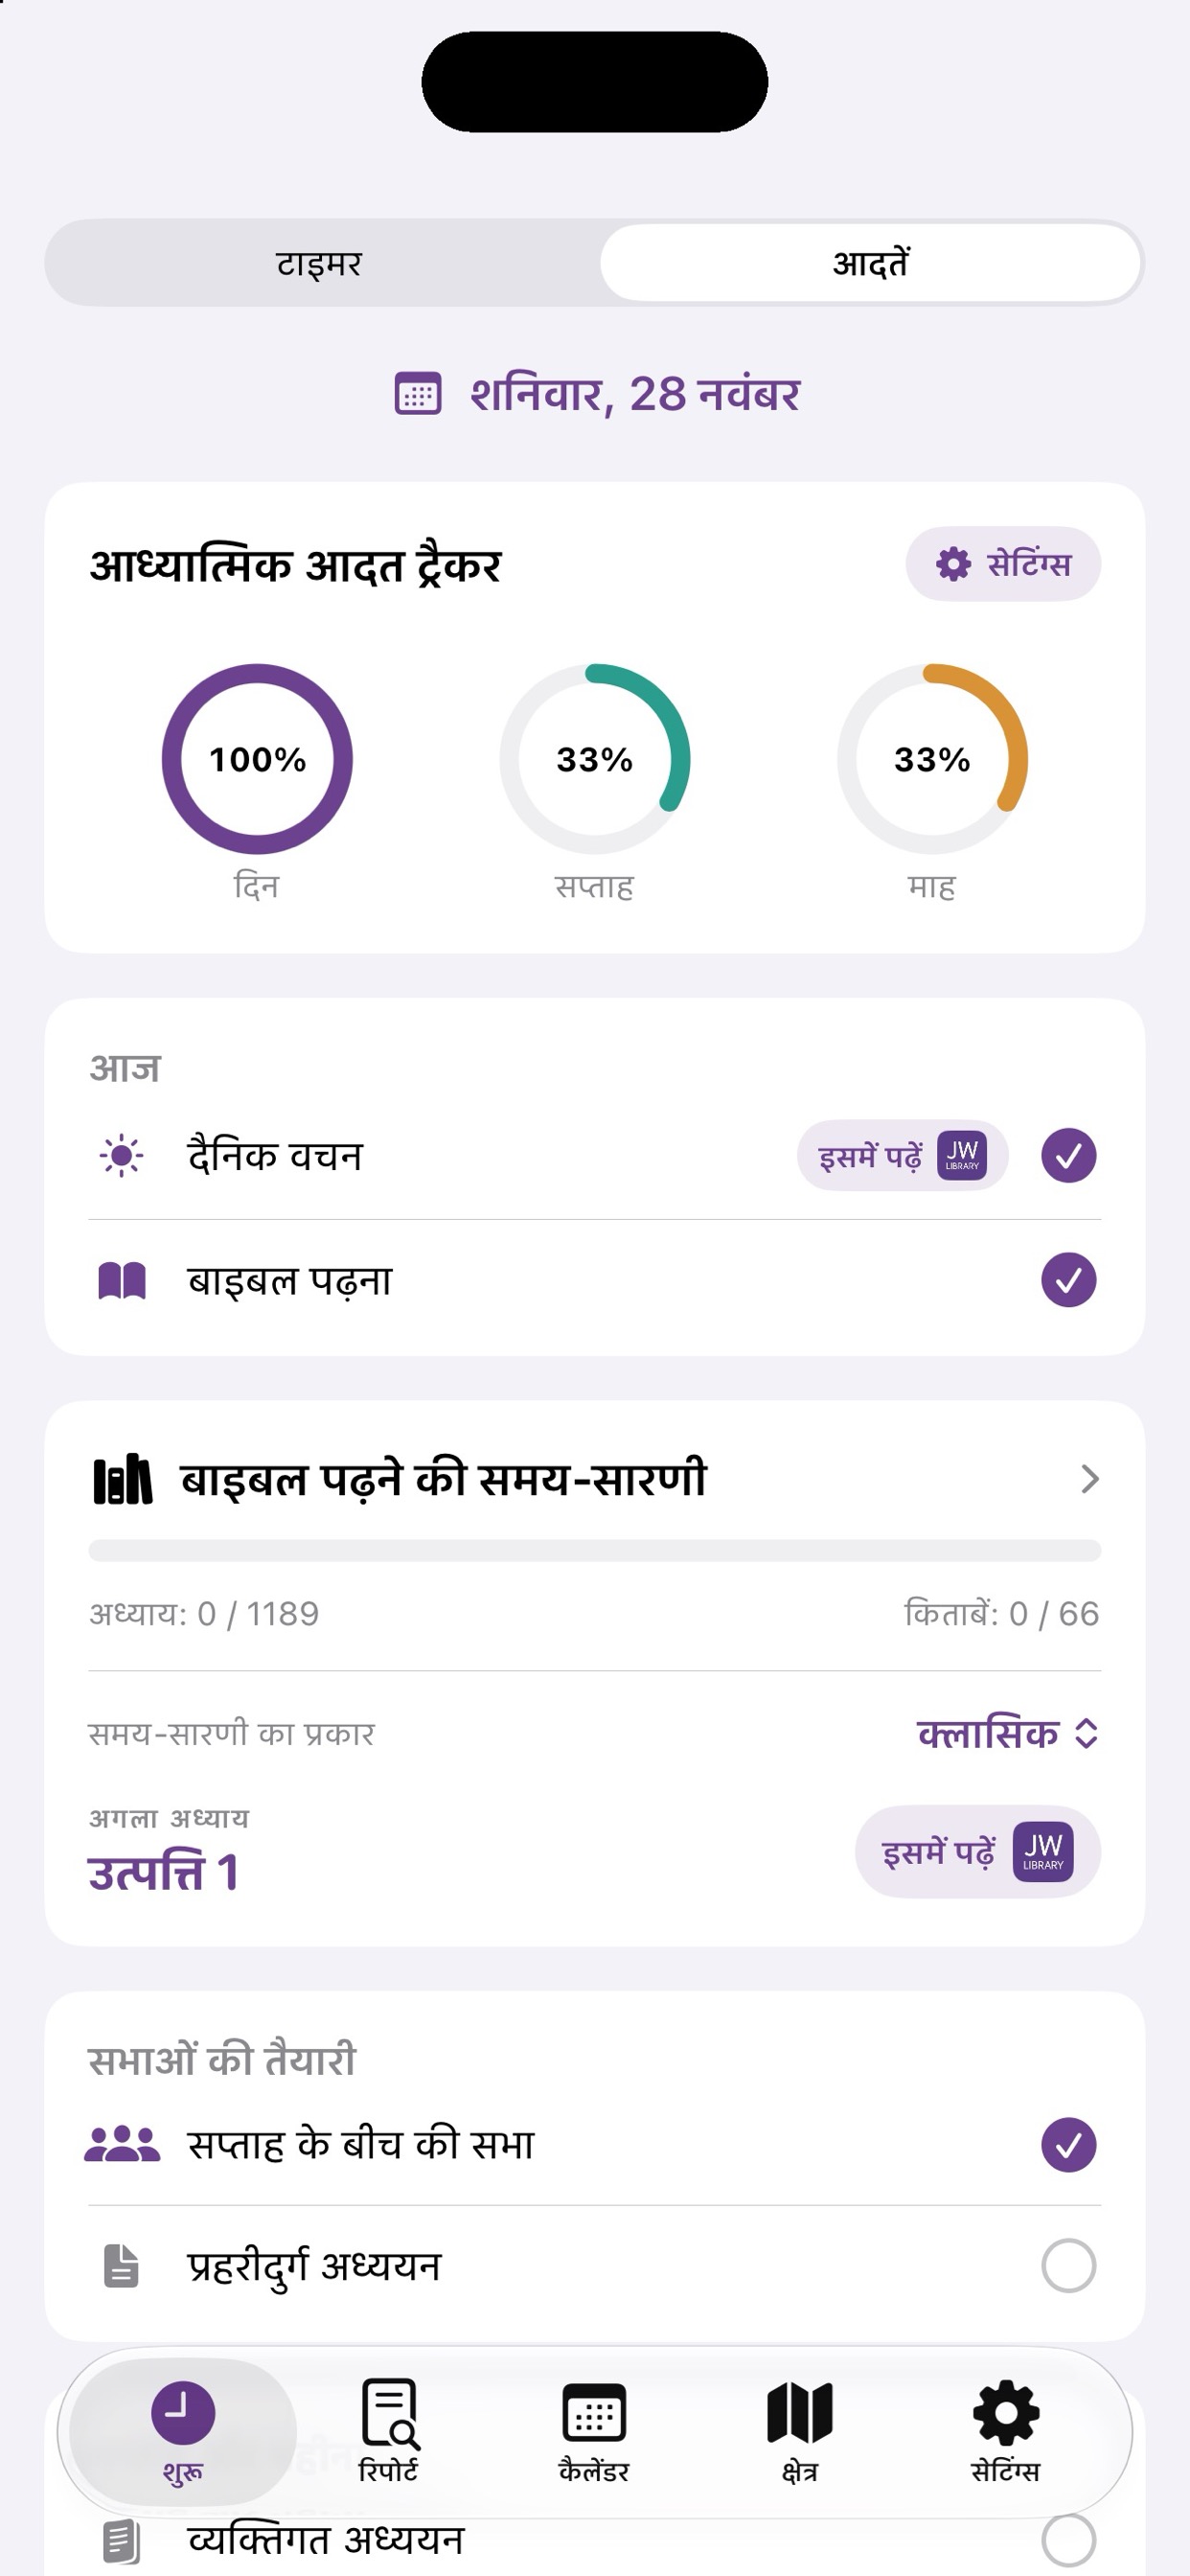 टाइमर
आदतें
शनिवार, 28 नवंबर
आध्यात्मिक आदत ट्रैकर
सेटिंग्स
100%
33%
33%
दिन
सप्ताह
माह
आज
दैनिक वचन
इसमें पढ़ें
JW
LIBRARY
बाइबल पढ़ना
बाइबल पढ़ने की समय-सारणी
अध्याय: 0 / 1189
किताबें: 0 / 66
समय-सारणी का प्रकार
क्लासिक
अगला अध्याय
उत्पत्ति 1
इसमें पढ़ें
JW
LIBRARY
सभाओं की तैयारी
सप्ताह के बीच की सभा
प्रहरीदुर्ग अध्ययन
शुरू
रिपोर्ट
कैलेंडर
क्षेत्र
सेटिंग्स
व्यक्तिगत अध्ययन